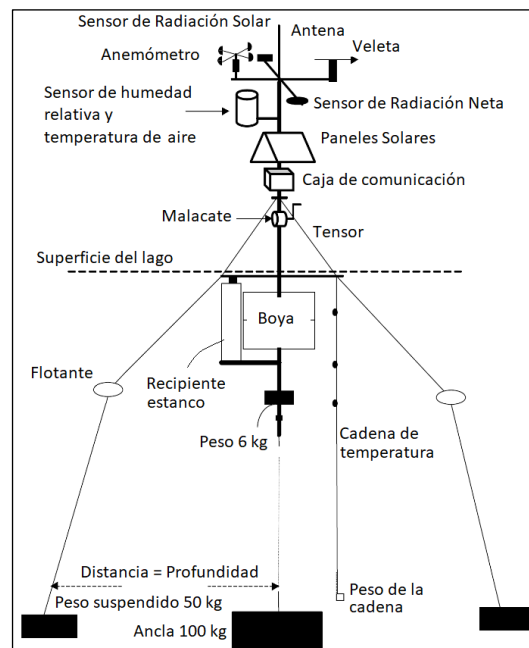 Sensor de Radiación Solar
Antena
Veleta
Anemómetro
Sensor de humedad
relativa y
temperatura de aire
Sensor de Radiación Neta
Paneles Solares
Caja de comunicación
Malacate
Tensor
Superficie del lago
Boya
Flotante
Recipiente
estanco
Peso 6 kg
Cadena de
temperatura
Distancia = Profundidad
Peso suspendido 50 kg
Peso de la
cadena
Ancla 100 kg